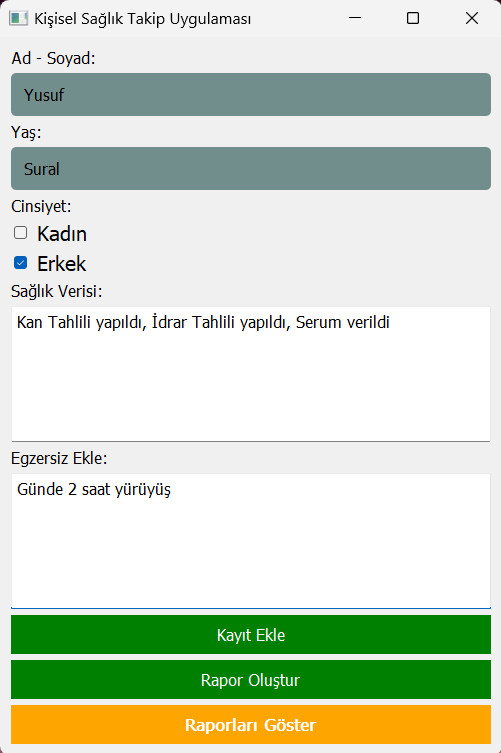 Kişisel Sağlık Takip Uygulaması
Ad - Soyad:
Yusuf
Yaş:
Sural
Cinsiyet:
Kadın
Erkek
Sağlık Verisi:
Kan Tahlili yapıldı, İdrar Tahlili yapıldı, Serum verildi
Egzersiz Ekle:
Günde 2 saat yürüyüş
Kayıt Ekle
Rapor Oluştur
Raporları Göster